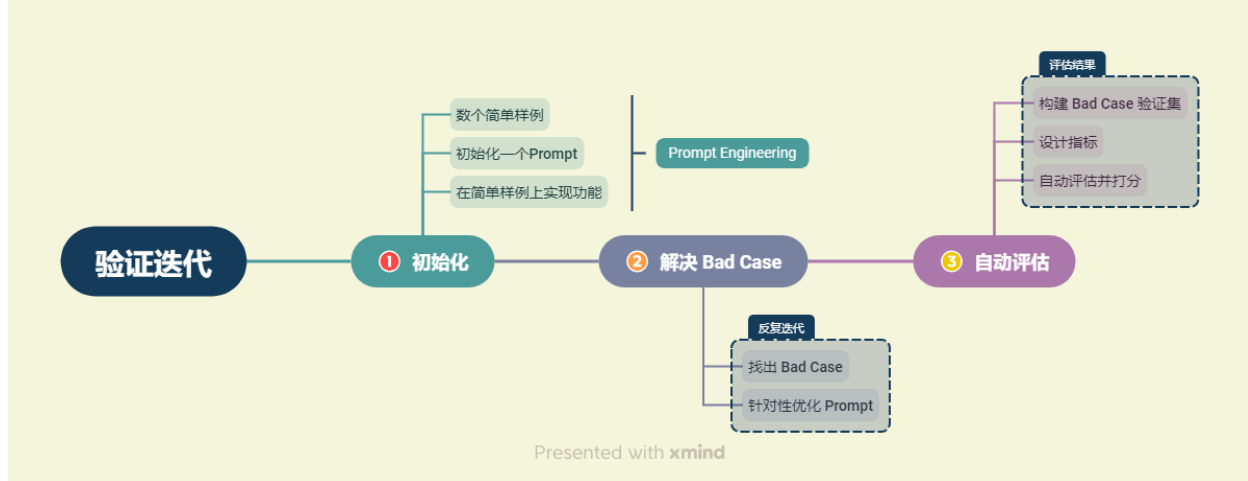 验证迭代
① 初始化
数个简单样例
初始化一个Prompt
在简单样例上实现功能
Prompt Engineering
② 解决 Bad Case
反复迭代
找出 Bad Case
针对性优化 Prompt
③ 自动评估
评估结果
构建 Bad Case 验证集
设计指标
自动评估并打分
Presented with xmind